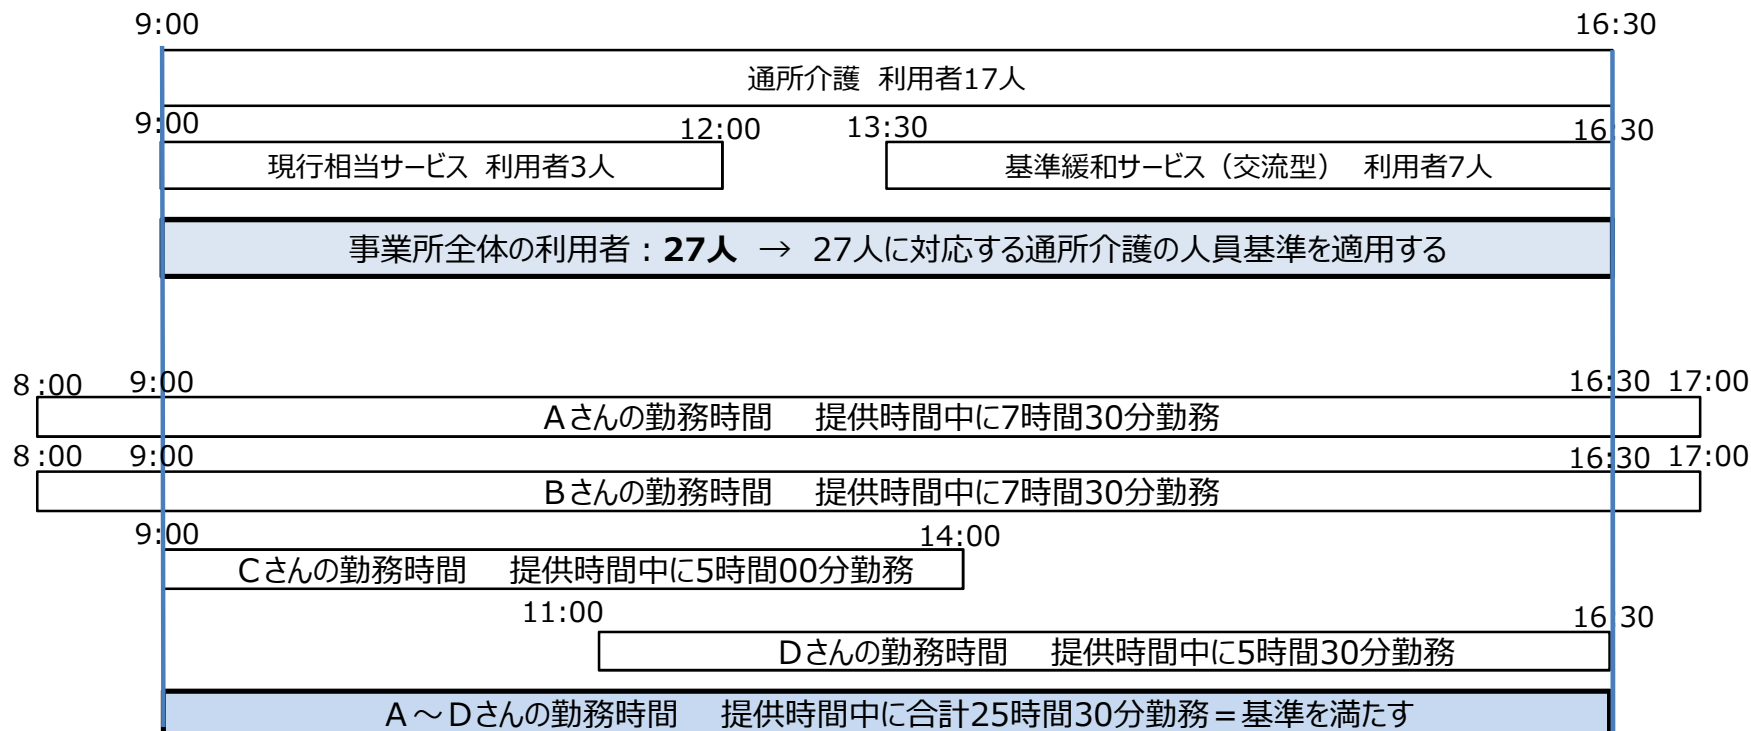 9:00 16:30
通所介護 利用者17人
9:00 12:00 13:30 16:30
現行相当サービス 利用者3人 基準緩和サービス（交流型） 利用者7人
事業所全体の利用者：27人 → 27人に対応する通所介護の人員基準を適用する
8:00 9:00 16:30 17:00
Aさんの勤務時間 提供時間中に7時間30分勤務
8:00 9:00 16:30 17:00
Bさんの勤務時間 提供時間中に7時間30分勤務
9:00 14:00
Cさんの勤務時間 提供時間中に5時間00分勤務
11:00 16:30
Dさんの勤務時間 提供時間中に5時間30分勤務
A～Dさんの勤務時間 提供時間中に合計25時間30分勤務＝基準を満たす